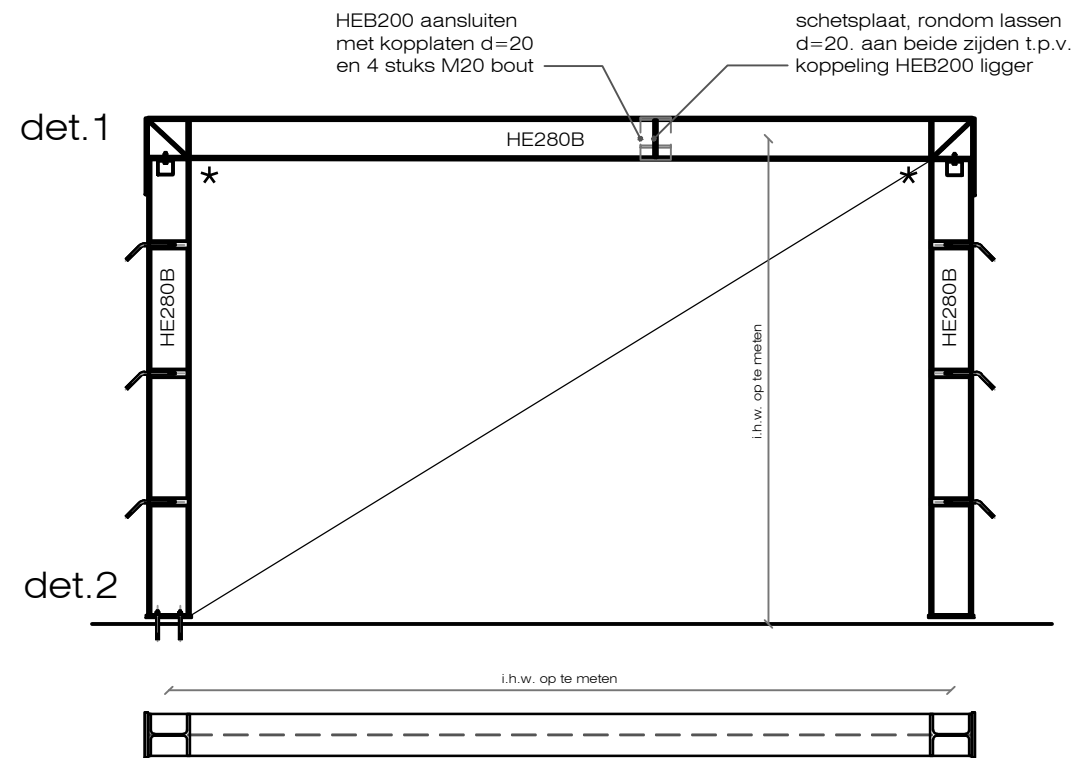 HEB200 aansluiten
met kopplaten d=20
en 4 stuks M20 bout
schetsplaat, rondom lassen
d=20. aan beide zijden t.p.v.
koppeling HEB200 ligger
det.1
HE280B
*
*
HE280B
HE280B
i.h.w. op te meten
det.2
i.h.w. op te meten